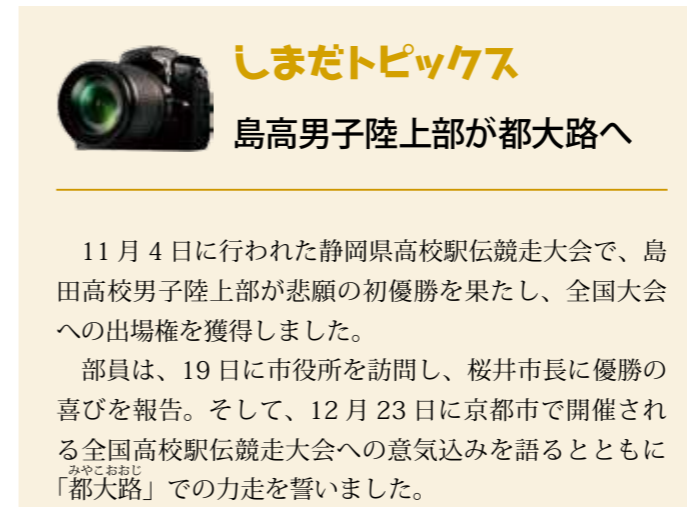 しまだトピックス
島高男子陸上部が都大路へ
11月4日に行われた静岡県高校駅伝競走大会で、島
田高校男子陸上部が悲願の初優勝を果たし、全国大会
への出場権を獲得しました。
部員は、19日に市役所を訪問し、桜井市長に優勝の
喜びを報告。そして、12月23日に京都市で開催され
る全国高校駅伝競走大会への意気込みを語るとともに
みやこおおじ
「都大路」での力走を誓いました。